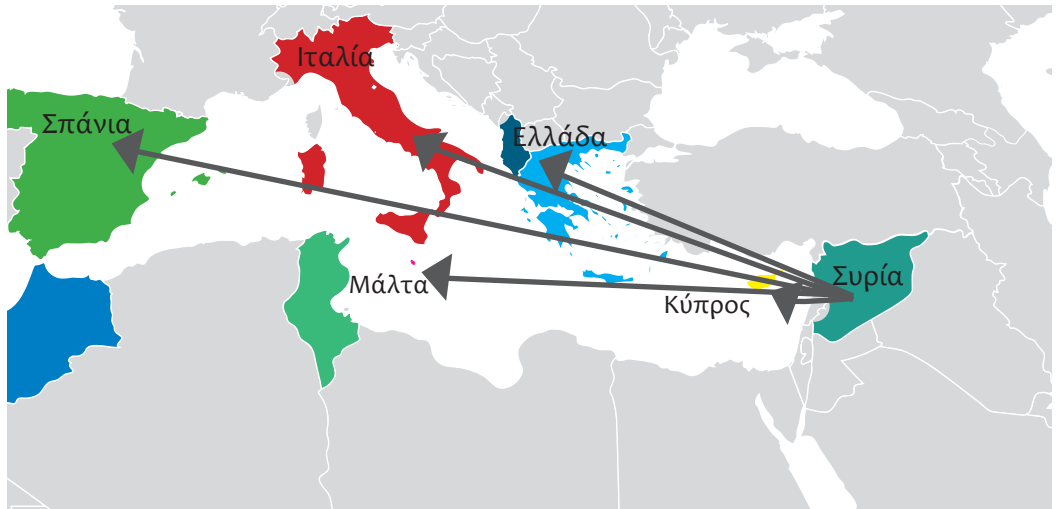 Ιταλία
Σπάνια
Ελλάδα
Μάλτα
Κύπρος
Συρία